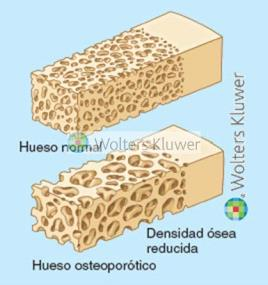 Hueso normal
Wolters Kluwer
Wolters Kluwer
Densidad ósea
reducida
Hueso osteoporótico